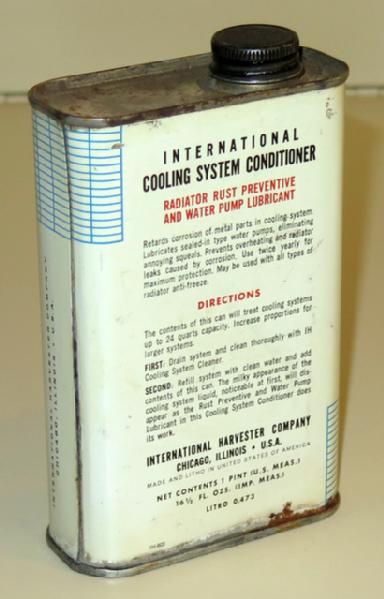 INTERNATIONAL
COOLING SYSTEM CONDITIONER
RADIATOR RUST PREVENTIVE
AND WATER PUMP LUBRICANT
Retards corrosion of metal parts in cooling system.
Lubricates sealed-in type water pumps, eliminating
annoying squeals. Prevents overheating and radiator
leaks caused by corrosion. Use twice yearly for
maximum protection. May be used with all types of
radiator anti-freeze.
DIRECTIONS
The contents of this can will treat cooling systems
up to 24 quarts capacity. Increase proportions for
larger systems.
FIRST: Drain system and clean thoroughly with IH
Cooling System Cleaner.
SECOND: Refill system with clean water and add
contents of this can. The milky appearance of the
cooling system liquid, noticeable at first, will dis-
appear as the Rust Preventive and Water Pump
Lubricant in this Cooling System Conditioner does
its work.
INTERNATIONAL HARVESTER COMPANY
CHICAGO, ILLINOIS • U.S.A.
MADE AND LITHO IN UNITED STATES OF AMERICA
NET CONTENTS 1 PINT (U.S. MEAS.)
16 ½ FL. OZS. (IMP. MEAS.)
LITRO 0.473